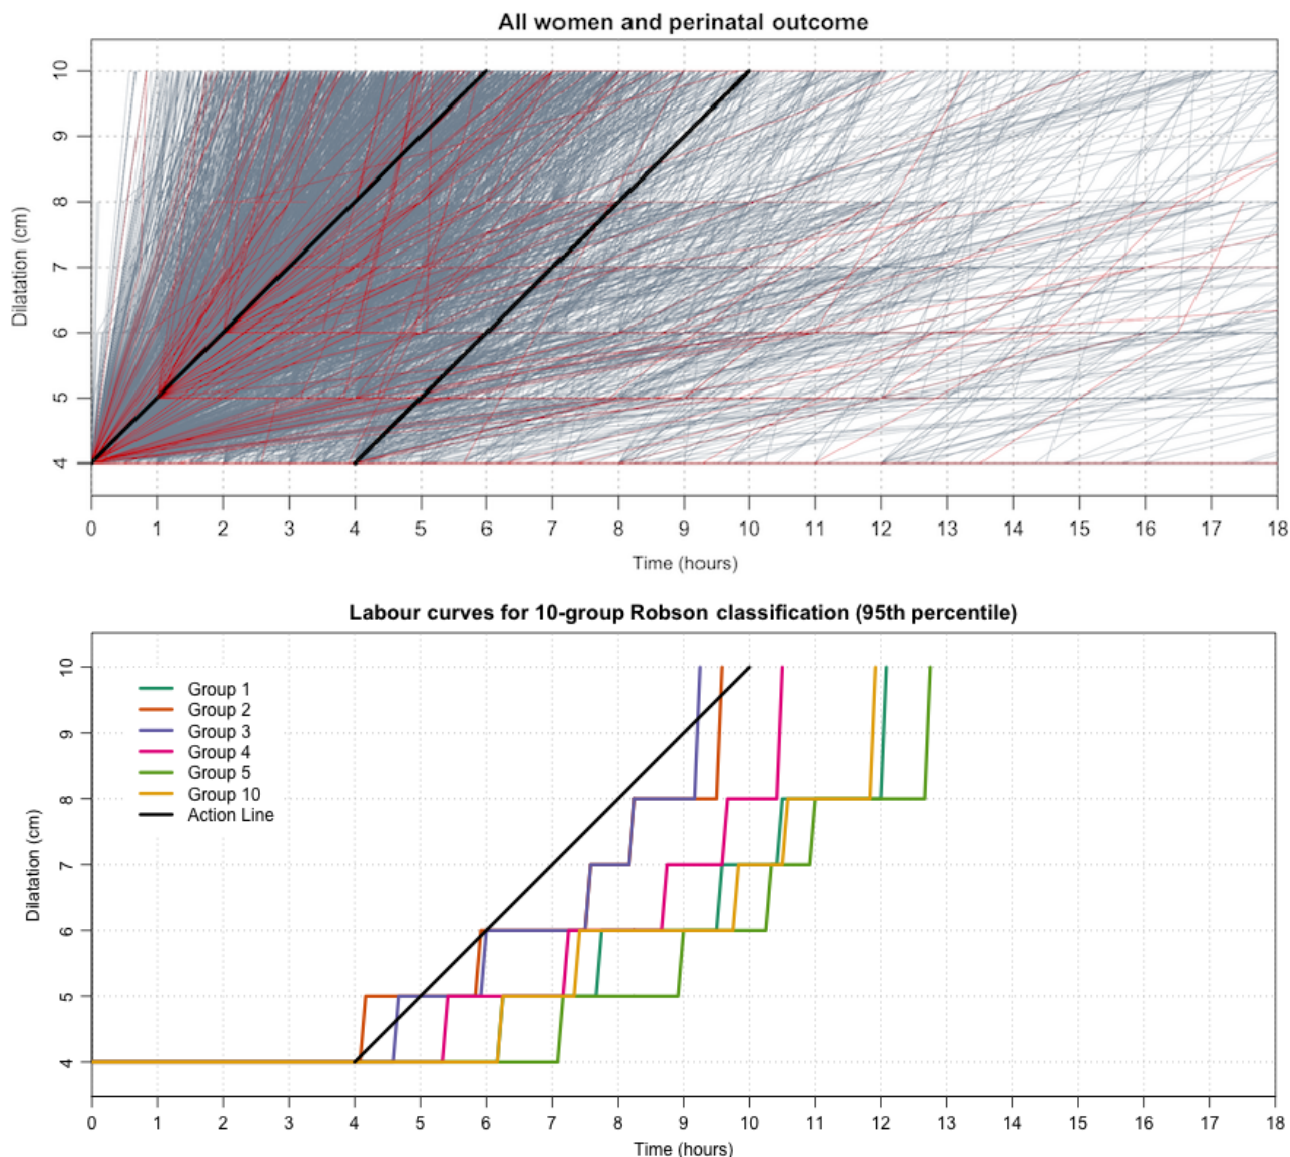 All women and perinatal outcome
Dilatation (cm)
10
9
8
7
6
5
4
0 1 2 3 4 5 6 7 8 9 10 11 12 13 14 15 16 17 18
Time (hours)
Labour curves for 10-group Robson classification (95th percentile)
Dilatation (cm)
10
9
8
7
6
5
4
Group 1
Group 2
Group 3
Group 4
Group 5
Group 10
Action Line
0 1 2 3 4 5 6 7 8 9 10 11 12 13 14 15 16 17 18
Time (hours)